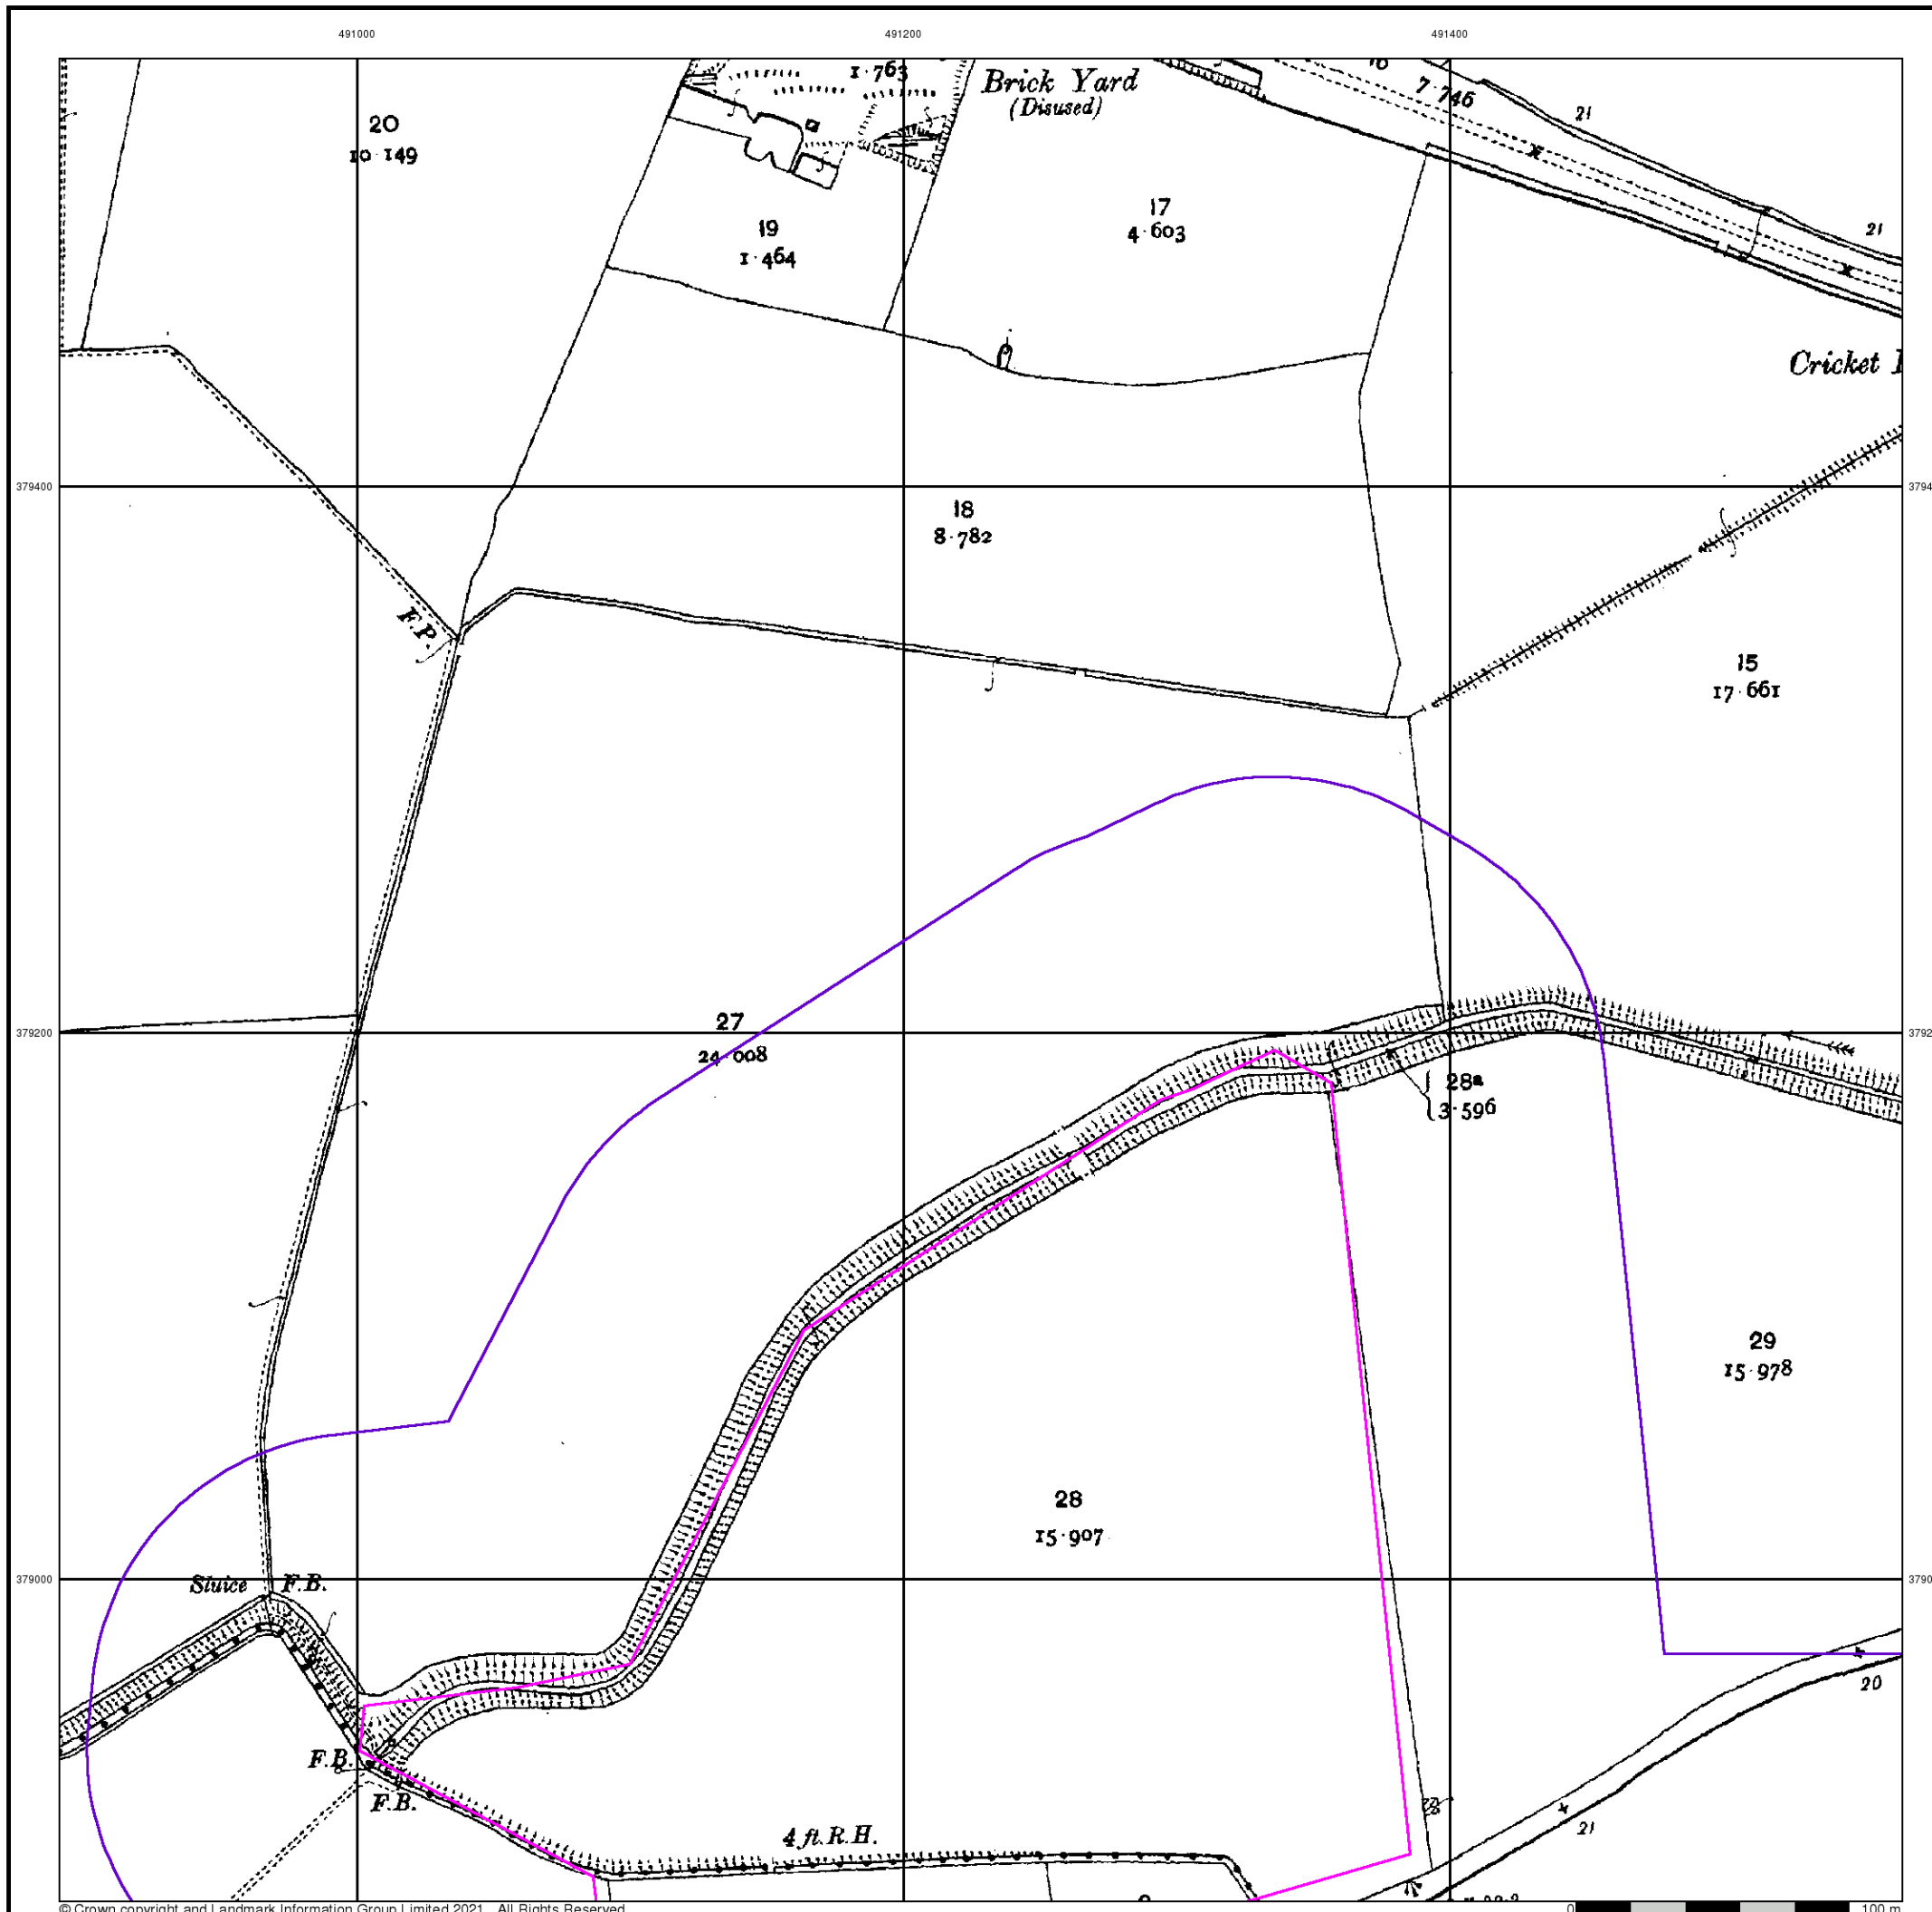 491000
491200
491400
1·763
Brick Yard
(Disused)
7·746
21
20
10·149
17
4·603
19
1·464
21
Cricket
379400
18
8·782
F.P.
15
17·661
379200
27
24·008
28a
3·596
29
15·978
28
15·907
379000
Sluice F.B.
20
F.B.
F.B.
4 ft. R.H.
21
© Crown copyright and Landmark Information Group Limited 2021. All Rights Reserved.
0
100 m